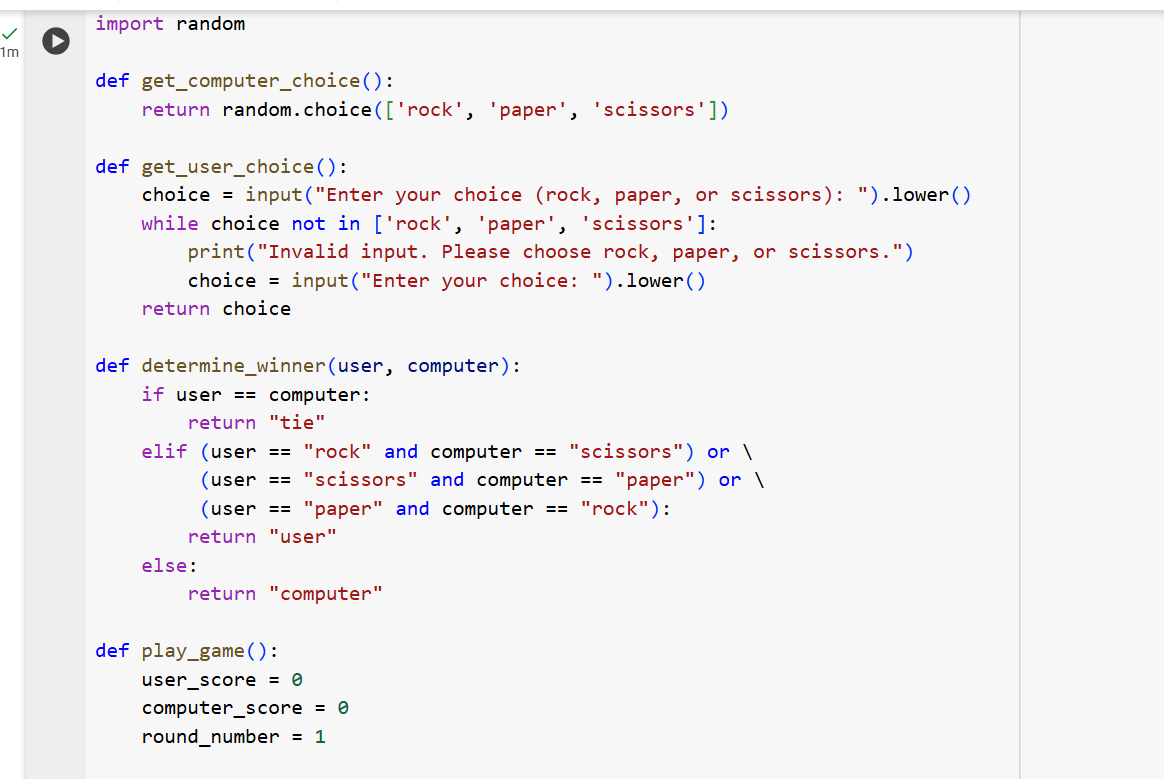 import random
1m
def get_computer_choice():
    return random.choice(['rock', 'paper', 'scissors'])

def get_user_choice():
    choice = input("Enter your choice (rock, paper, or scissors): ").lower()
    while choice not in ['rock', 'paper', 'scissors']:
        print("Invalid input. Please choose rock, paper, or scissors.")
        choice = input("Enter your choice: ").lower()
    return choice

def determine_winner(user, computer):
    if user == computer:
        return "tie"
    elif (user == "rock" and computer == "scissors") or \
         (user == "scissors" and computer == "paper") or \
         (user == "paper" and computer == "rock"):
        return "user"
    else:
        return "computer"

def play_game():
    user_score = 0
    computer_score = 0
    round_number = 1